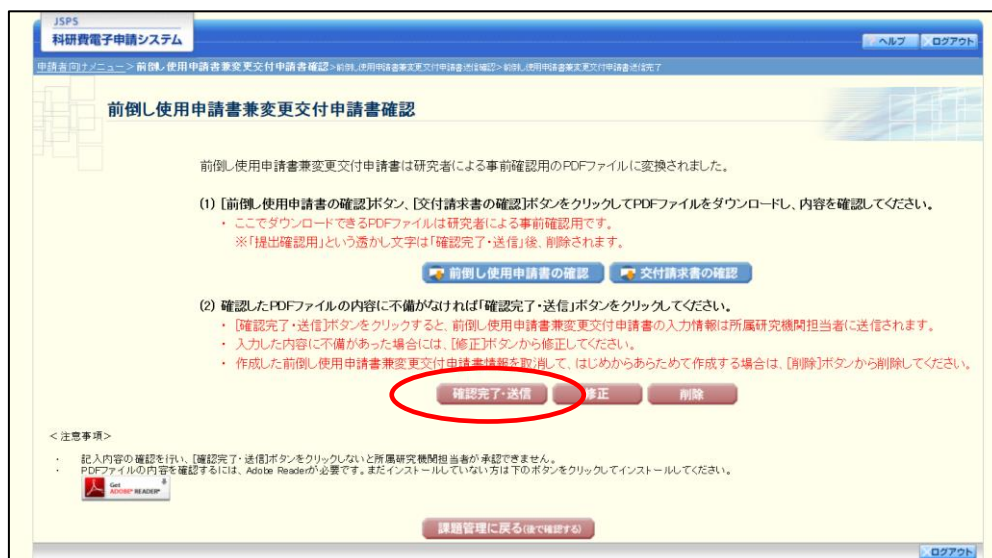 JSPS
科研費電子申請システム
ヘルプ ログアウト
申請者向けメニュー>前倒し使用申請書兼変更交付申請書確認>前倒し使用申請書兼変更交付申請書送信確認>前倒し使用申請書兼変更交付申請書送信完了
前倒し使用申請書兼変更交付申請書確認
前倒し使用申請書兼変更交付申請書は研究者による事前確認用のPDFファイルに変換されました。
(1) [前倒し使用申請書の確認]ボタン、[交付請求書の確認]ボタンをクリックしてPDFファイルをダウンロードし、内容を確認してください。
・ ここでダウンロードできるPDFファイルは研究者による事前確認用です。
※「提出確認用」という透かし文字は「確認完了・送信」後、削除されます。
前倒し使用申請書の確認 交付請求書の確認
(2) 確認したPDFファイルの内容に不備がなければ「確認完了・送信」ボタンをクリックしてください。
・ [確認完了・送信]ボタンをクリックすると、前倒し使用申請書兼変更交付申請書の入力情報は所属研究機関担当者に送信されます。
・ 入力した内容に不備があった場合には、[修正]ボタンから修正してください。
・ 作成した前倒し使用申請書兼変更交付申請書情報を取消して、はじめからあらためて作成する場合は、[削除]ボタンから削除してください。
確認完了・送信 修正 削除
<注意事項>
・ 記入内容の確認を行い、[確認完了・送信]ボタンをクリックしないと所属研究機関担当者が承認できません。
・ PDFファイルの内容を確認するには、Adobe Readerが必要です。まだインストールしていない方は下のボタンをクリックしてインストールしてください。
Get
ADOBE® READER®
課題管理に戻る(後で確認する)
ログアウト